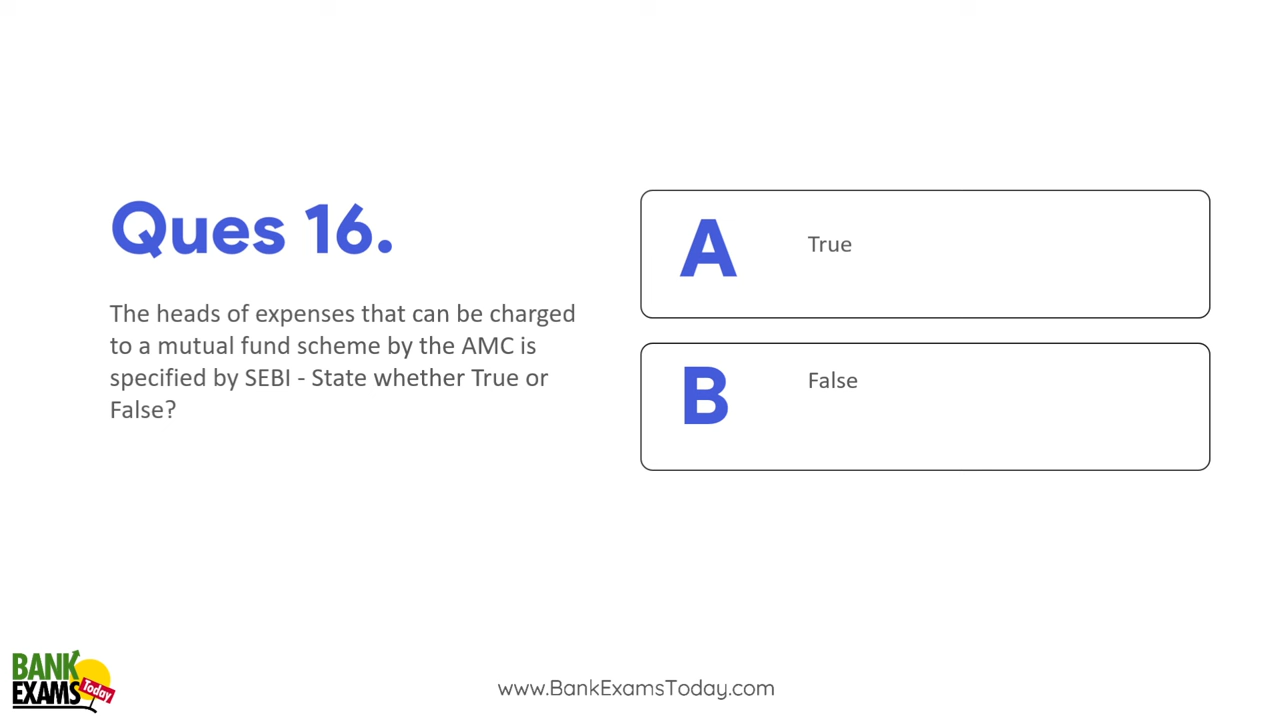 Ques 16.
The heads of expenses that can be charged
to a mutual fund scheme by the AMC is
specified by SEBI - State whether True or
False?
A
True
B
False
BANK
EXAMS
Today
www.BankExamsToday.com